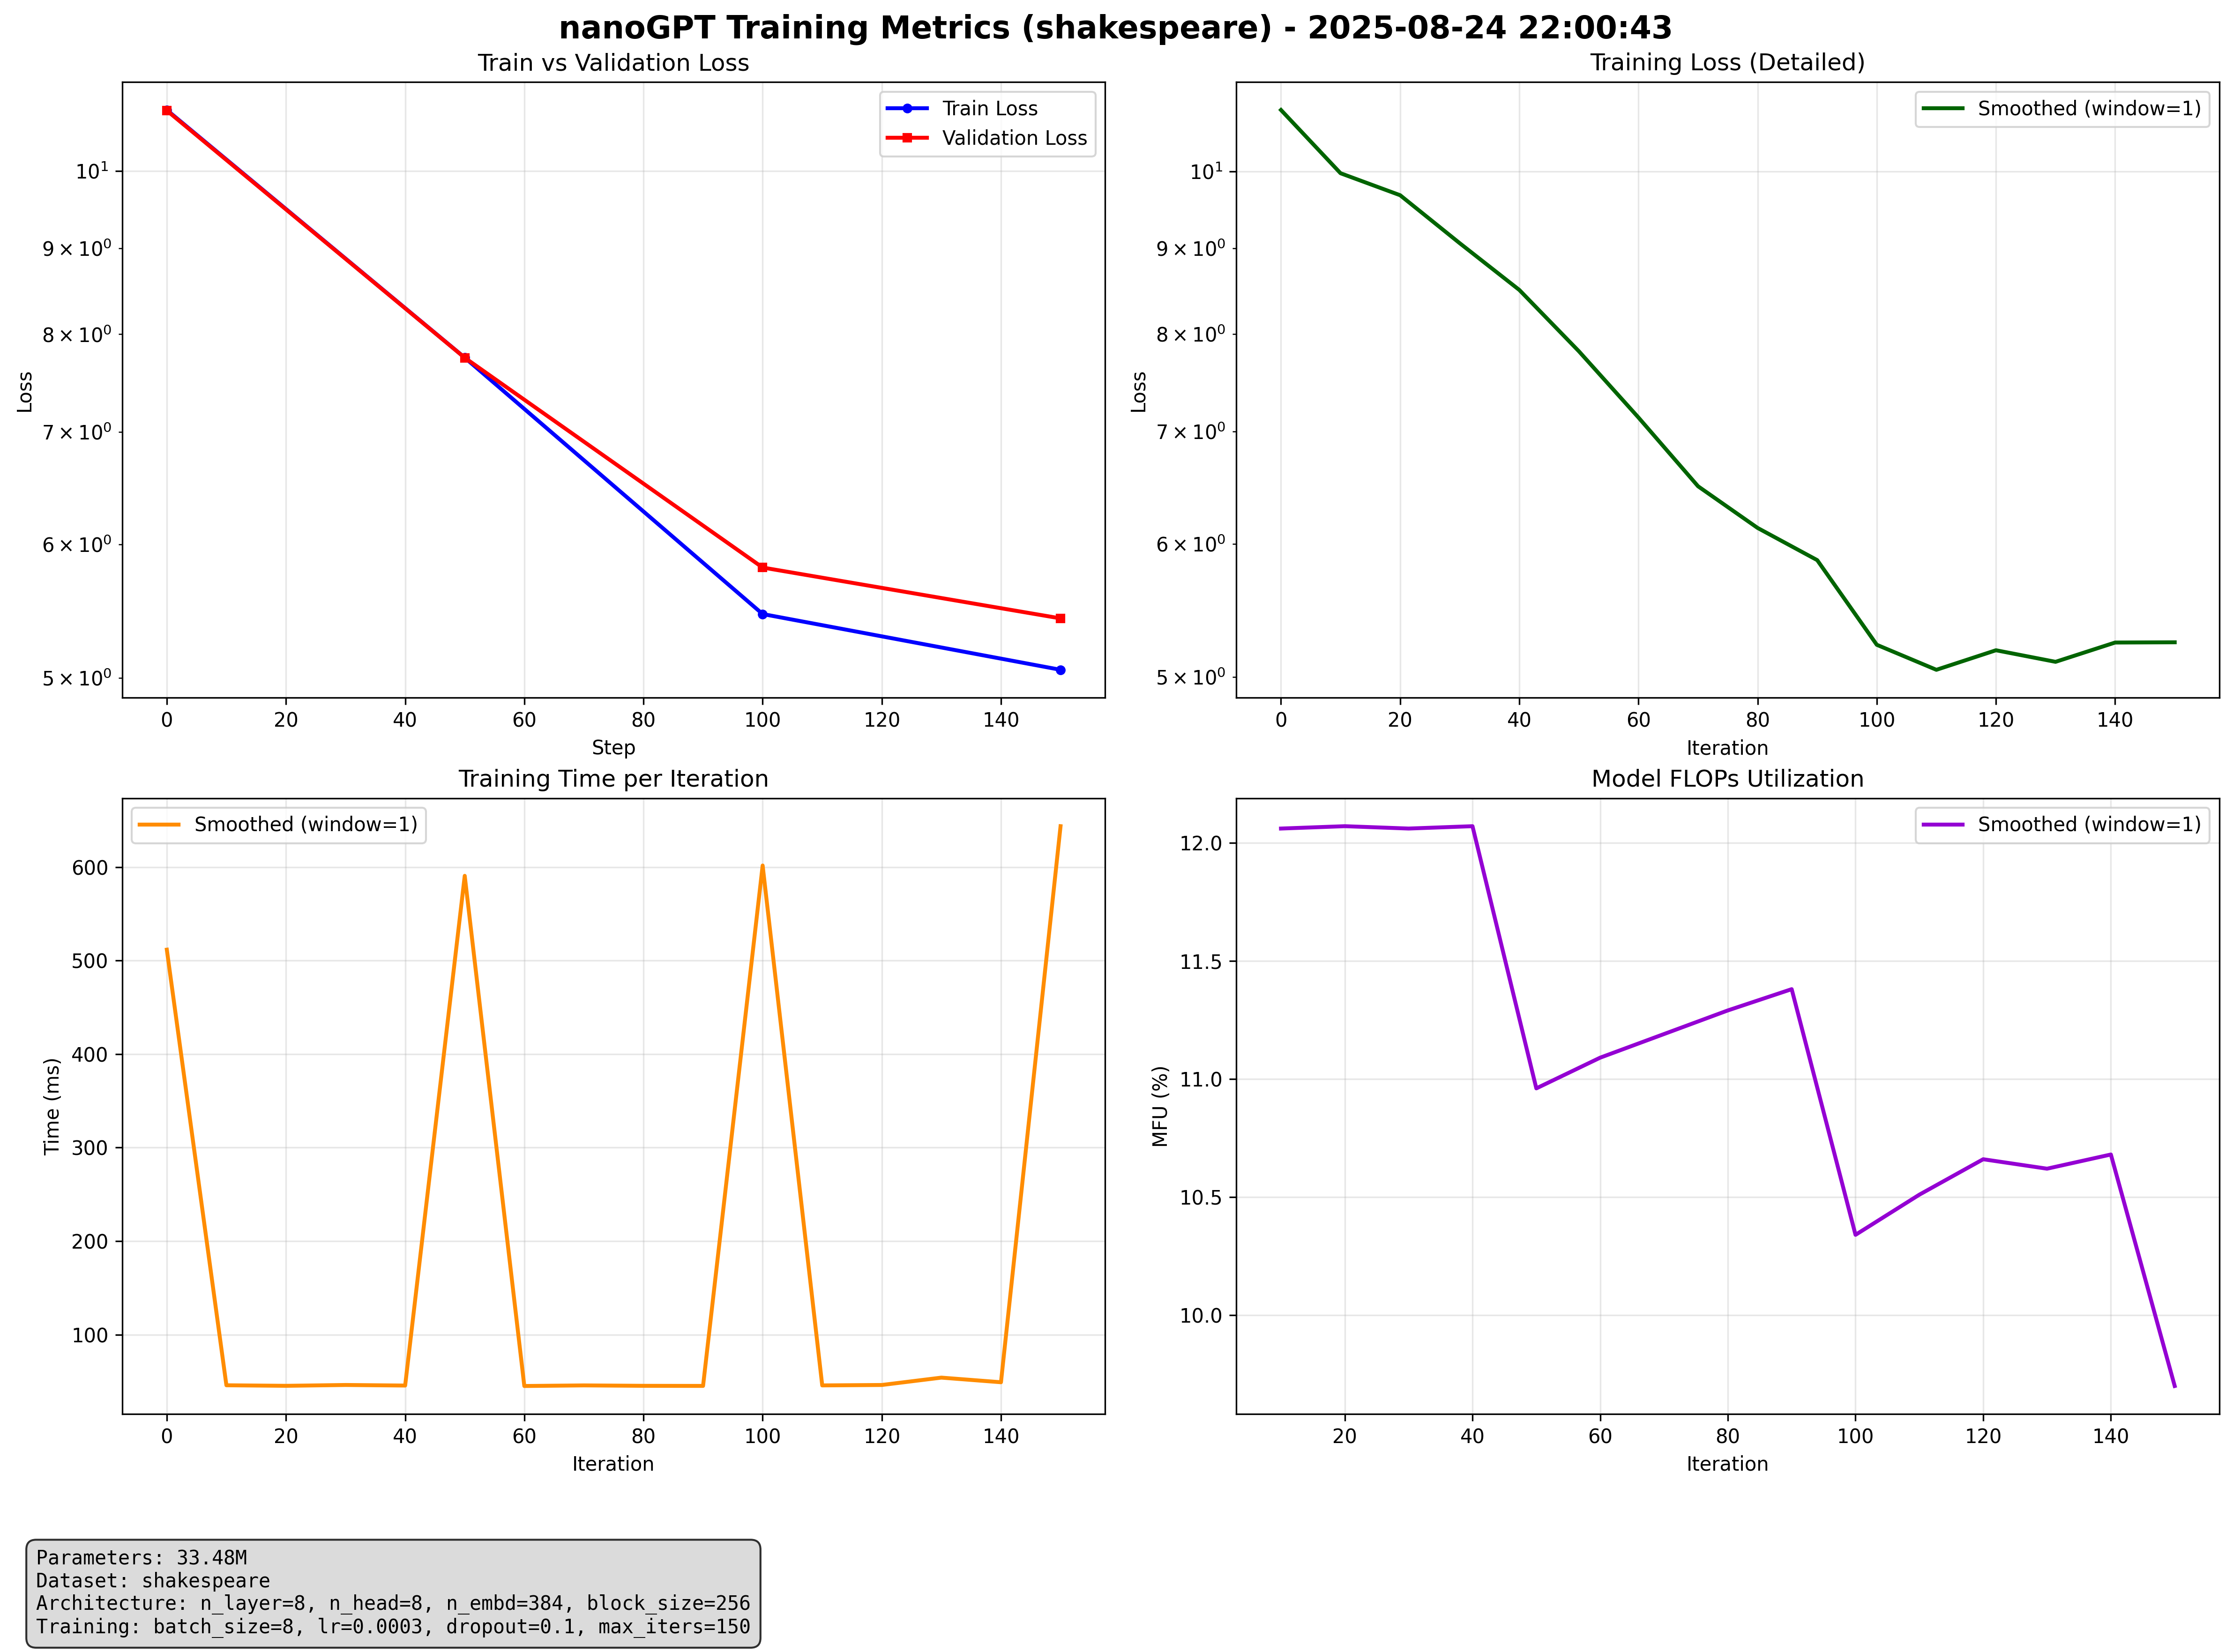 nanoGPT Training Metrics (shakespeare) - 2025-08-24 22:00:43
Train vs Validation Loss
Train Loss
Validation Loss
10¹
9 × 10⁰
8 × 10⁰
7 × 10⁰
6 × 10⁰
5 × 10⁰
Loss
0 20 40 60 80 100 120 140
Step
Training Loss (Detailed)
Smoothed (window=1)
10¹
9 × 10⁰
8 × 10⁰
7 × 10⁰
6 × 10⁰
5 × 10⁰
Loss
0 20 40 60 80 100 120 140
Iteration
Training Time per Iteration
Smoothed (window=1)
600
500
400
300
200
100
Time (ms)
0 20 40 60 80 100 120 140
Iteration
Model FLOPs Utilization
Smoothed (window=1)
12.0
11.5
11.0
10.5
10.0
MFU (%)
20 40 60 80 100 120 140
Iteration
Parameters: 33.48M
Dataset: shakespeare
Architecture: n_layer=8, n_head=8, n_embd=384, block_size=256
Training: batch_size=8, lr=0.0003, dropout=0.1, max_iters=150